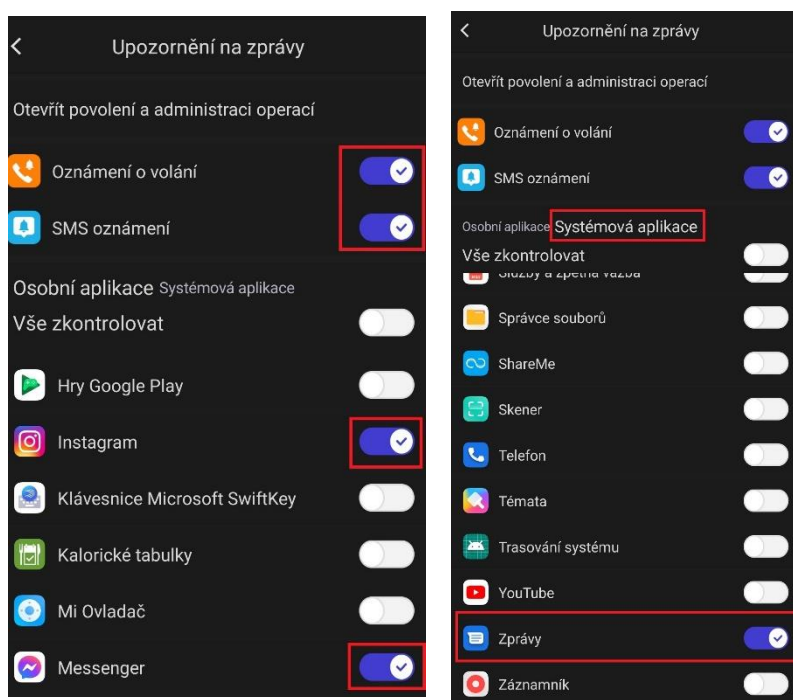 Upozornění na zprávy
Otevřít povolení a administraci operací
Oznámení o volání
SMS oznámení
Osobní aplikace Systémová aplikace
Vše zkontrolovat
Hry Google Play
Instagram
Klávesnice Microsoft SwiftKey
Kalorické tabulky
Mi Ovladač
Messenger
Upozornění na zprávy
Otevřít povolení a administraci operací
Oznámení o volání
SMS oznámení
Osobní aplikace Systémová aplikace
Vše zkontrolovat
Služby a zpětná vazba
Správce souborů
ShareMe
Skener
Telefon
Témata
Trasování systému
YouTube
Zprávy
Záznamník